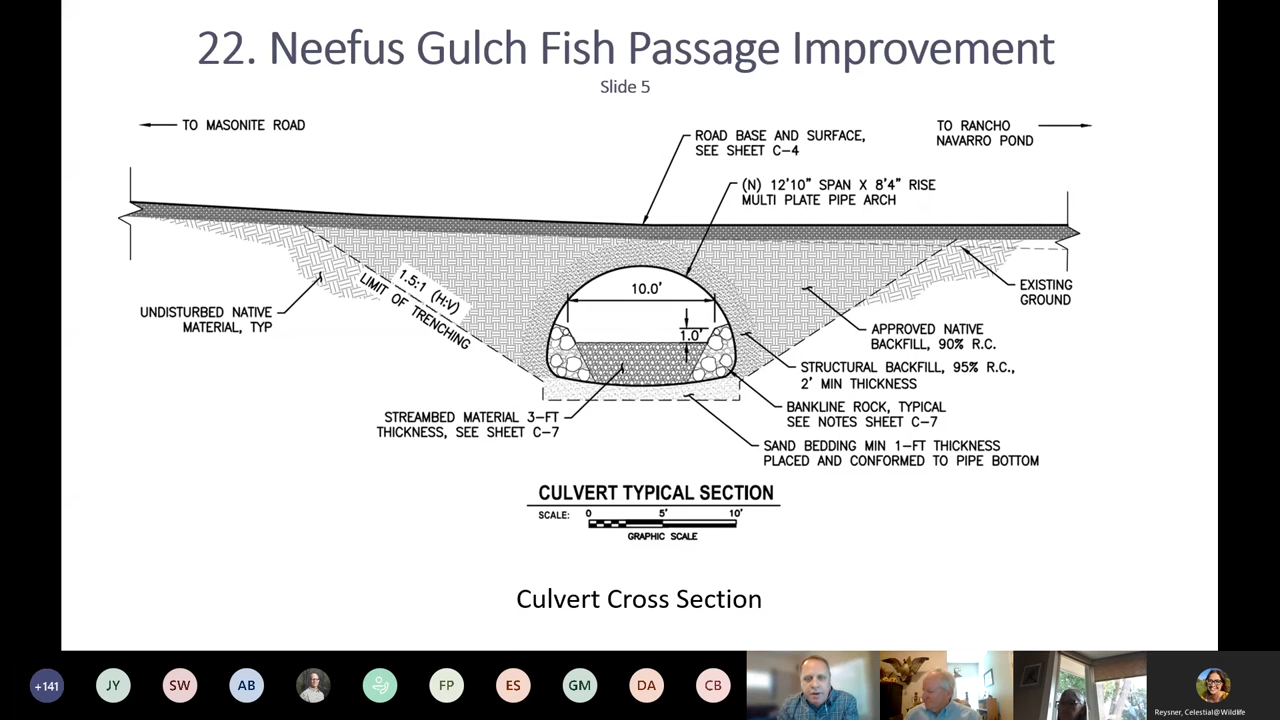 22. Neefus Gulch Fish Passage Improvement
Slide 5
TO MASONITE ROAD
TO RANCHO
NAVARRO POND
ROAD BASE AND SURFACE,
SEE SHEET C-4
(N) 12'10" SPAN X 8'4" RISE
MULTI PLATE PIPE ARCH
1.5:1 (H:V)
LIMIT OF TRENCHING
10.0'
1.0'
UNDISTURBED NATIVE
MATERIAL, TYP
EXISTING
GROUND
APPROVED NATIVE
BACKFILL, 90% R.C.
STRUCTURAL BACKFILL, 95% R.C.,
2' MIN THICKNESS
BANKLINE ROCK, TYPICAL
SEE NOTES SHEET C-7
STREAMBED MATERIAL 3-FT
THICKNESS, SEE SHEET C-7
SAND BEDDING MIN 1-FT THICKNESS
PLACED AND CONFORMED TO PIPE BOTTOM
CULVERT TYPICAL SECTION
SCALE: 0 5' 10'
GRAPHIC SCALE
Culvert Cross Section
+141 JY SW AB FP ES GM DA CB
Reysner, Celestial@Wildlife